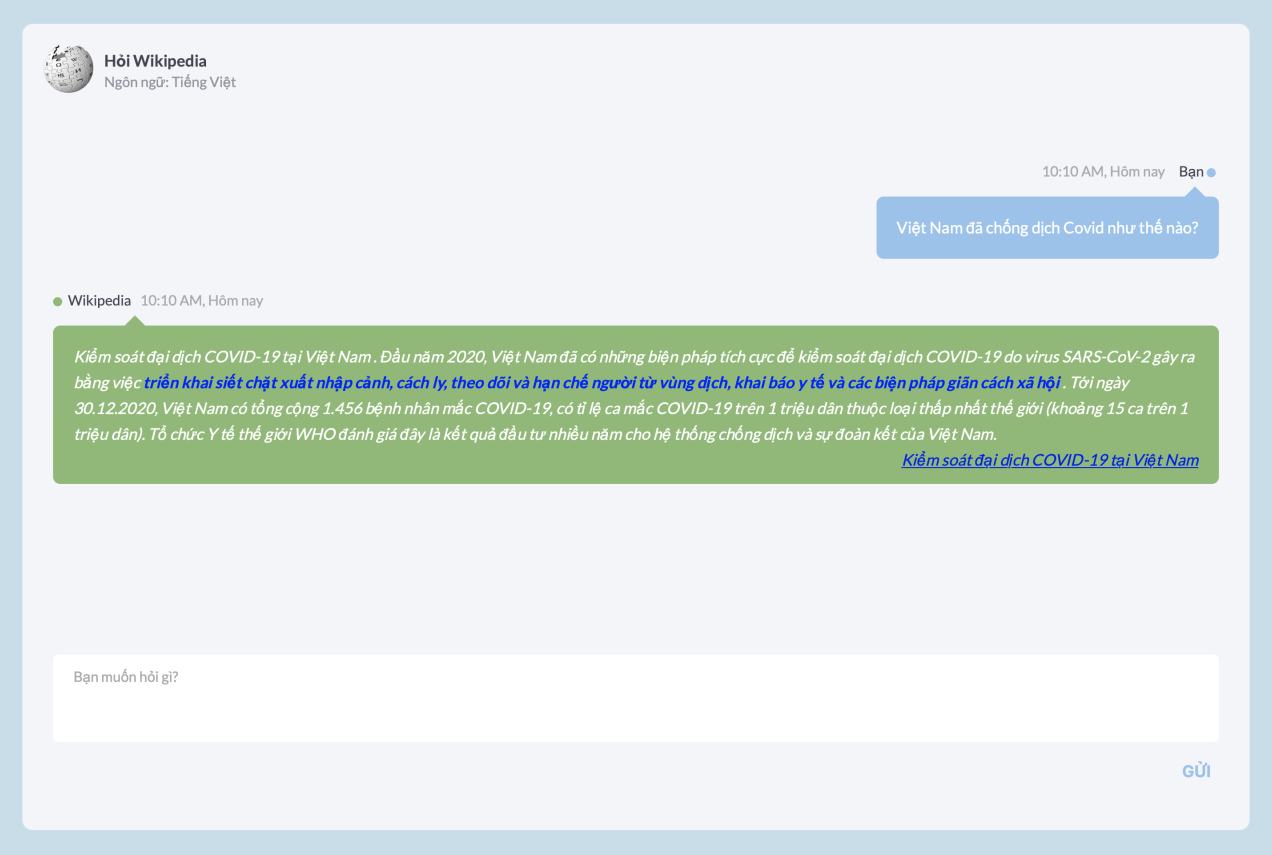 Hỏi Wikipedia
Ngôn ngữ: Tiếng Việt
10:10 AM, Hôm nay Bạn
Việt Nam đã chống dịch Covid như thế nào?
Wikipedia 10:10 AM, Hôm nay
Kiểm soát đại dịch COVID-19 tại Việt Nam . Đầu năm 2020, Việt Nam đã có những biện pháp tích cực để kiểm soát đại dịch COVID-19 do virus SARS-CoV-2 gây ra
bằng việc triển khai siết chặt xuất nhập cảnh, cách ly, theo dõi và hạn chế người từ vùng dịch, khai báo y tế và các biện pháp giãn cách xã hội . Tới ngày
30.12.2020, Việt Nam có tổng cộng 1.456 bệnh nhân mắc COVID-19, có tỉ lệ ca mắc COVID-19 trên 1 triệu dân thuộc loại thấp nhất thế giới (khoảng 15 ca trên 1
triệu dân). Tổ chức Y tế thế giới WHO đánh giá đây là kết quả đầu tư nhiều năm cho hệ thống chống dịch và sự đoàn kết của Việt Nam.
Kiểm soát đại dịch COVID-19 tại Việt Nam
Bạn muốn hỏi gì?
GỬI